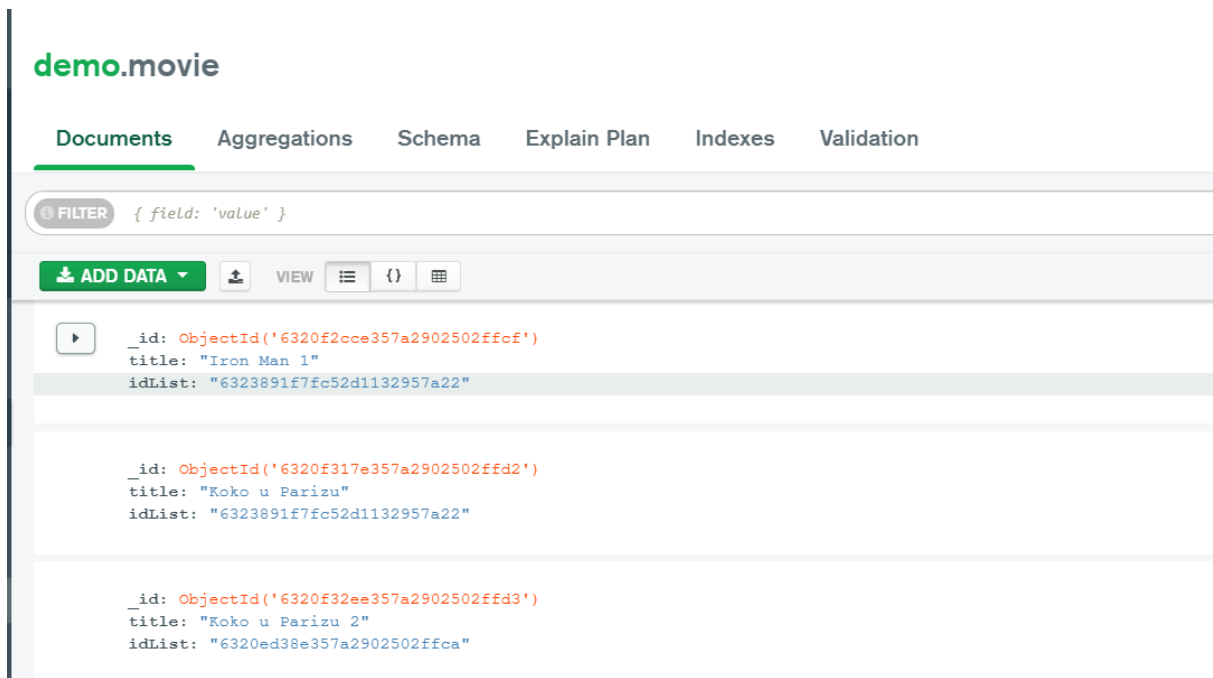 demo.movie
Documents Aggregations Schema Explain Plan Indexes Validation
FILTER { field: 'value' }
ADD DATA VIEW {}
_id: ObjectId('6320f2cce357a2902502ffcf')
title: "Iron Man 1"
idList: "6323891f7fc52d1132957a22"
_id: ObjectId('6320f317e357a2902502ffd2')
title: "Koko u Parizu"
idList: "6323891f7fc52d1132957a22"
_id: ObjectId('6320f32ee357a2902502ffd3')
title: "Koko u Parizu 2"
idList: "6320ed38e357a2902502ffca"